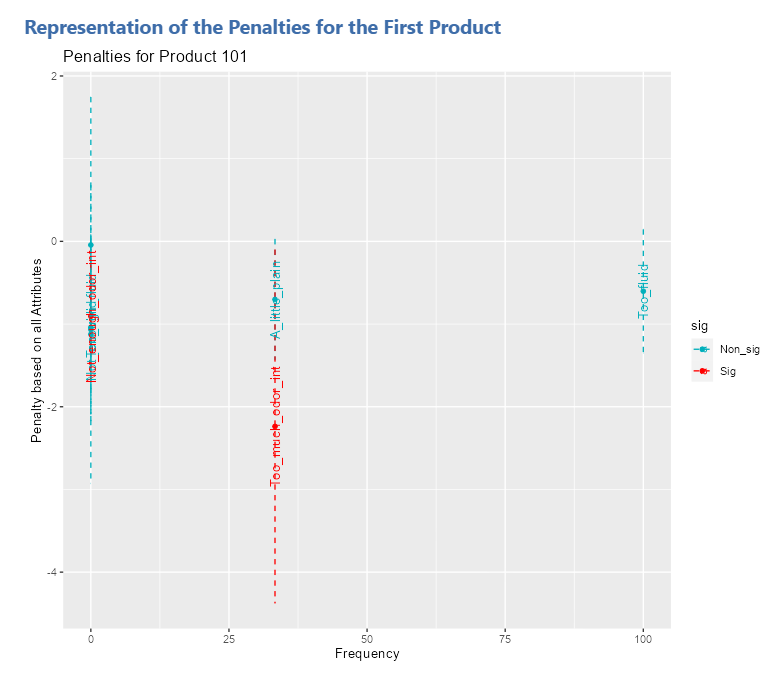 Representation of the Penalties for the First Product
Penalties for Product 101
2
0
-2
-4
Penalty based on all Attributes
A_little_plain
Too_much_odor_int
Too_fluid
0
25
50
75
100
Frequency
sig
Non_sig
Sig